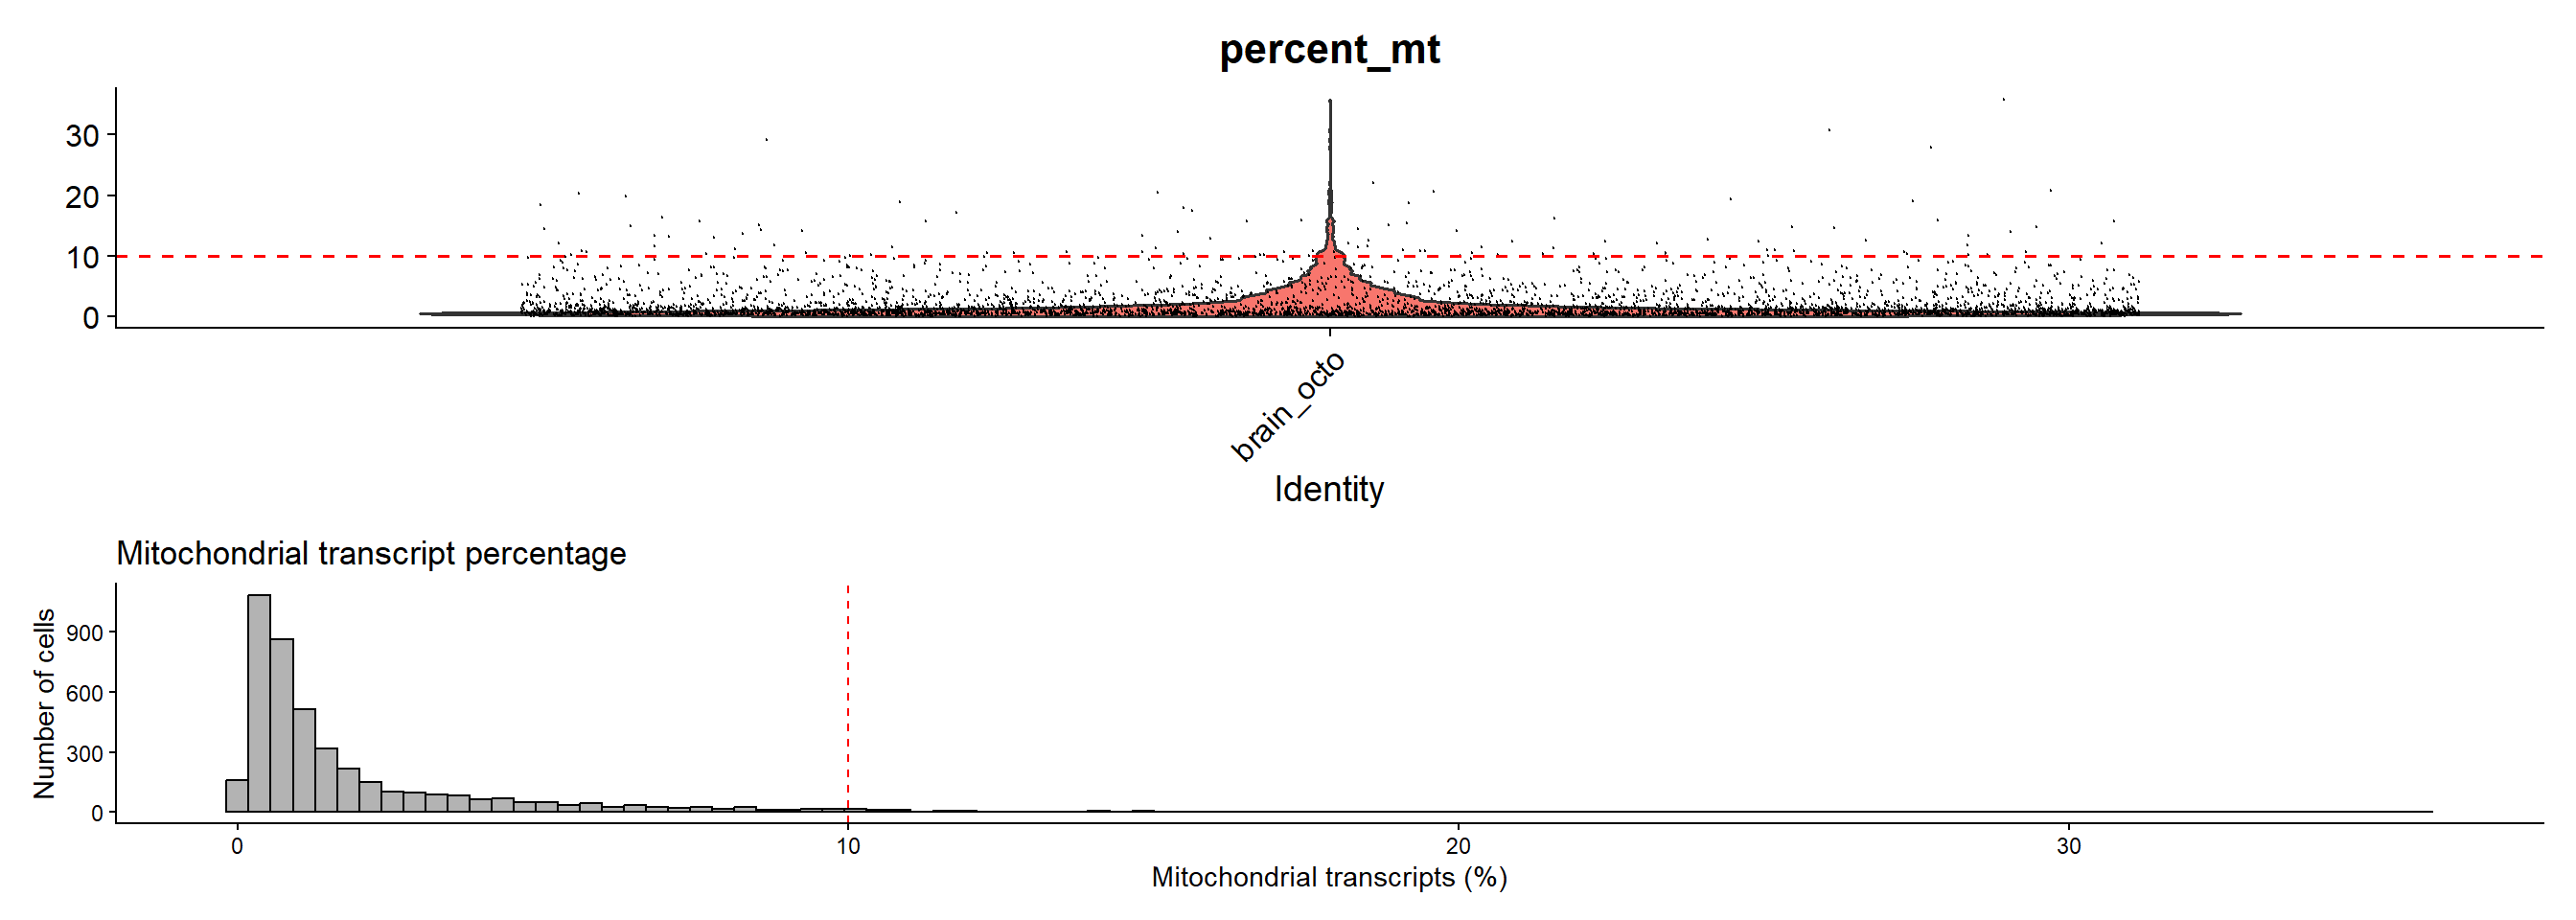 percent_mt
30
20
10
0
brain_octo
Identity
Mitochondrial transcript percentage
Number of cells
900
600
300
0
0 10 20 30
Mitochondrial transcripts (%)